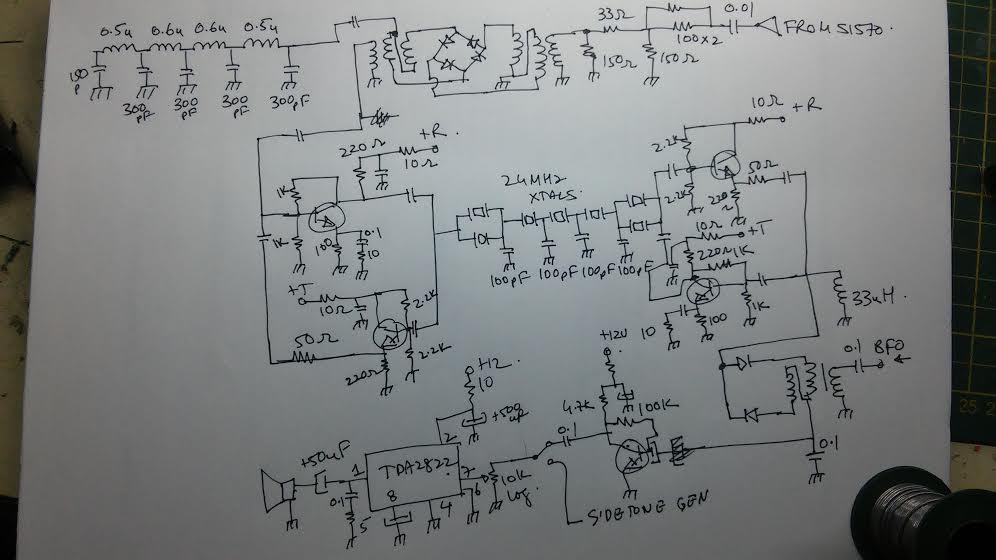 0.5u 0.6u 0.6u 0.5u
150
P
300
pF
300
pF
300
pF
300
pF
33Ω
0.01
100x2
FROM SI570.
150Ω
150Ω
220Ω
+R.
10Ω
1K
1K
100
0.1
10
+T
10Ω
2.2K
50Ω
220Ω
2.2K
24MHz
XTALS
100pF
100pF
100pF
100pF
10Ω
+R
2.2K
2.2K
50Ω
10Ω
+T
220Ω
1K
1K
10
100
33uH.
0.1 BFO
0.1
+12V
4.7K
100K
0.1
+12
10
+50uF
0.1
1
TDA2822
2
7
6
8
5
4
10K
log.
SIDETONE GEN
25